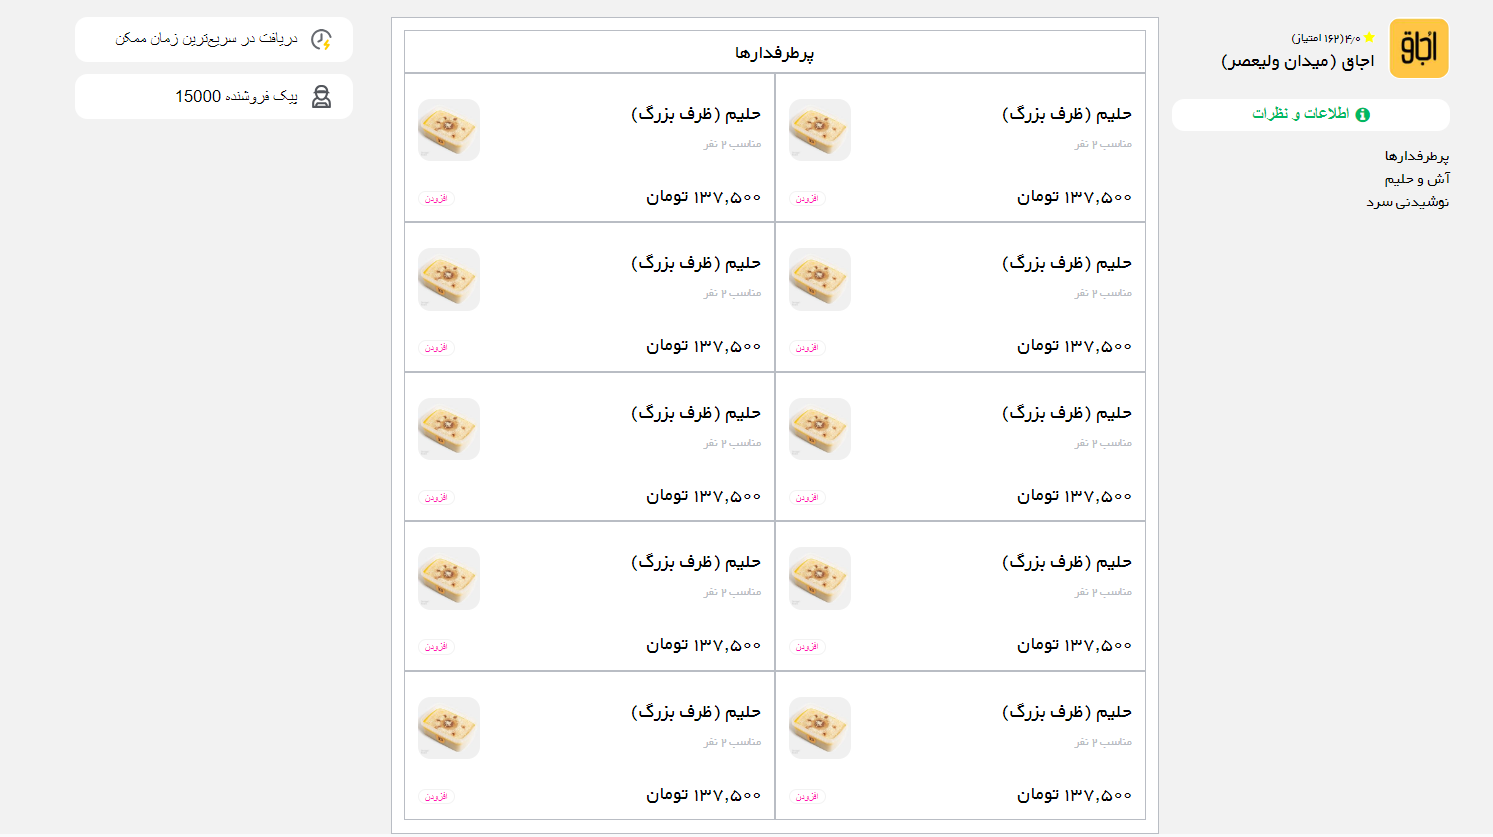 اجاق
۴٫۰ (۱۶۲ امتیاز)
اجاق (میدان ولیعصر)
اطلاعات و نظرات
پرطرفدارها
آش و حلیم
نوشیدنی سرد
پرطرفدارها
حلیم (ظرف بزرگ)
مناسب ۲ نفر
۱۳۷,۵۰۰ تومان
افزودن
حلیم (ظرف بزرگ)
مناسب ۲ نفر
۱۳۷,۵۰۰ تومان
افزودن
حلیم (ظرف بزرگ)
مناسب ۲ نفر
۱۳۷,۵۰۰ تومان
افزودن
حلیم (ظرف بزرگ)
مناسب ۲ نفر
۱۳۷,۵۰۰ تومان
افزودن
حلیم (ظرف بزرگ)
مناسب ۲ نفر
۱۳۷,۵۰۰ تومان
افزودن
حلیم (ظرف بزرگ)
مناسب ۲ نفر
۱۳۷,۵۰۰ تومان
افزودن
حلیم (ظرف بزرگ)
مناسب ۲ نفر
۱۳۷,۵۰۰ تومان
افزودن
حلیم (ظرف بزرگ)
مناسب ۲ نفر
۱۳۷,۵۰۰ تومان
افزودن
حلیم (ظرف بزرگ)
مناسب ۲ نفر
۱۳۷,۵۰۰ تومان
افزودن
حلیم (ظرف بزرگ)
مناسب ۲ نفر
۱۳۷,۵۰۰ تومان
افزودن
دریافت در سریع‌ترین زمان ممکن
پیک فروشنده 15000